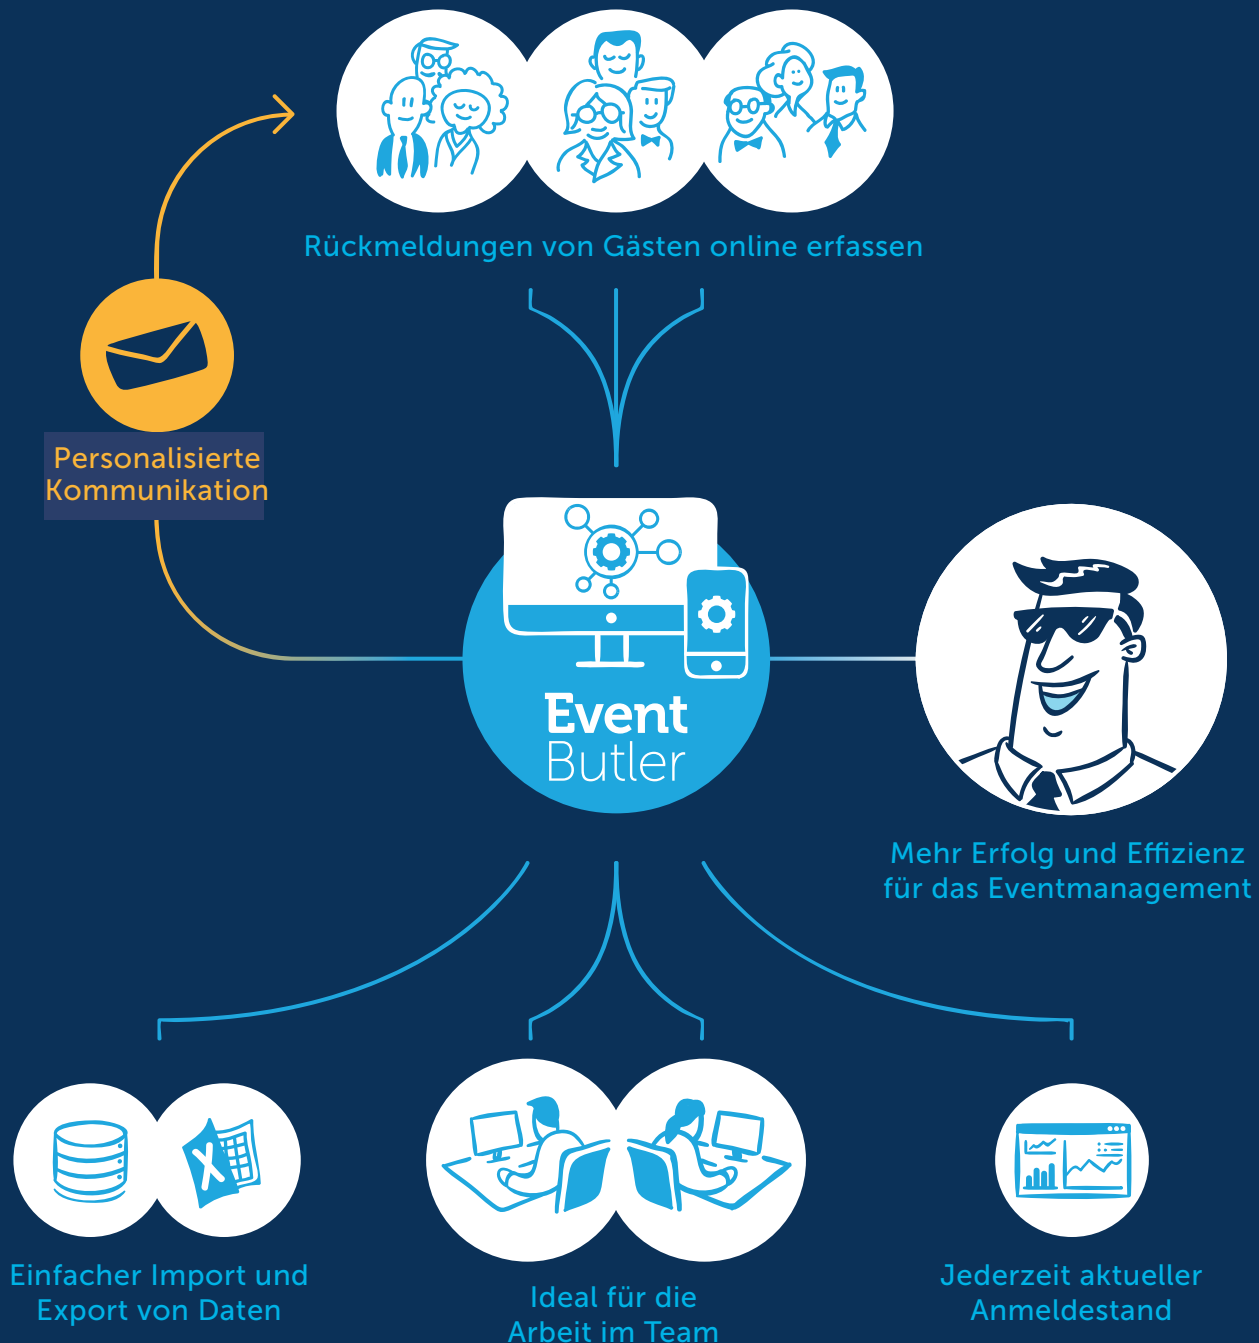 Rückmeldungen von Gästen online erfassen
Personalisierte
Kommunikation
Event
Butler
Mehr Erfolg und Effizienz
für das Eventmanagement
X
Einfacher Import und
Export von Daten
Ideal für die
Arbeit im Team
Jederzeit aktueller
Anmeldestand